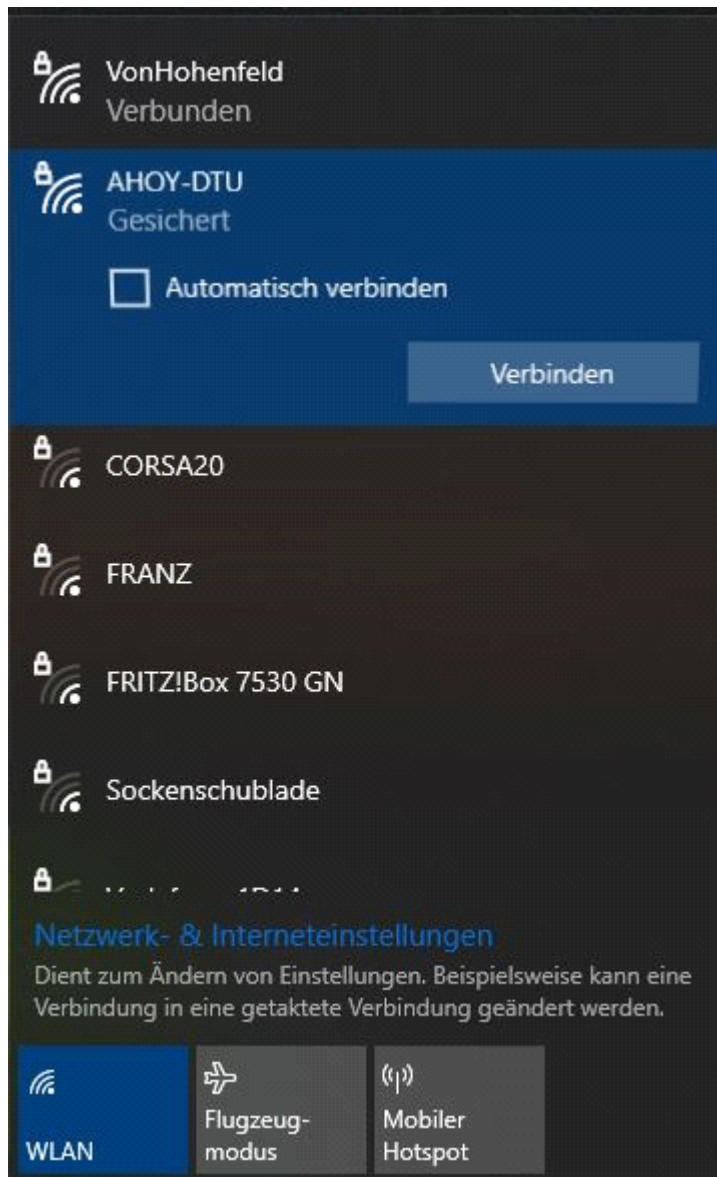 VonHohenfeld
Verbunden
AHOY-DTU
Gesichert
Automatisch verbinden
Verbinden
CORSA20
FRANZ
FRITZ!Box 7530 GN
Sockenschublade
Netzwerk- & Interneteinstellungen
Dient zum Ändern von Einstellungen. Beispielsweise kann eine
Verbindung in eine getaktete Verbindung geändert werden.
WLAN
Flugzeug-
modus
Mobiler
Hotspot